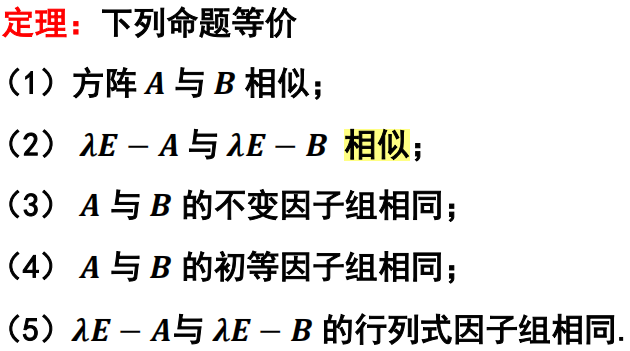 定理：下列命题等价
（1）方阵 A 与 B 相似；
（2） λE − A 与 λE − B 相似；
（3） A 与 B 的不变因子组相同；
（4） A 与 B 的初等因子组相同；
（5）λE − A与 λE − B 的行列式因子组相同.